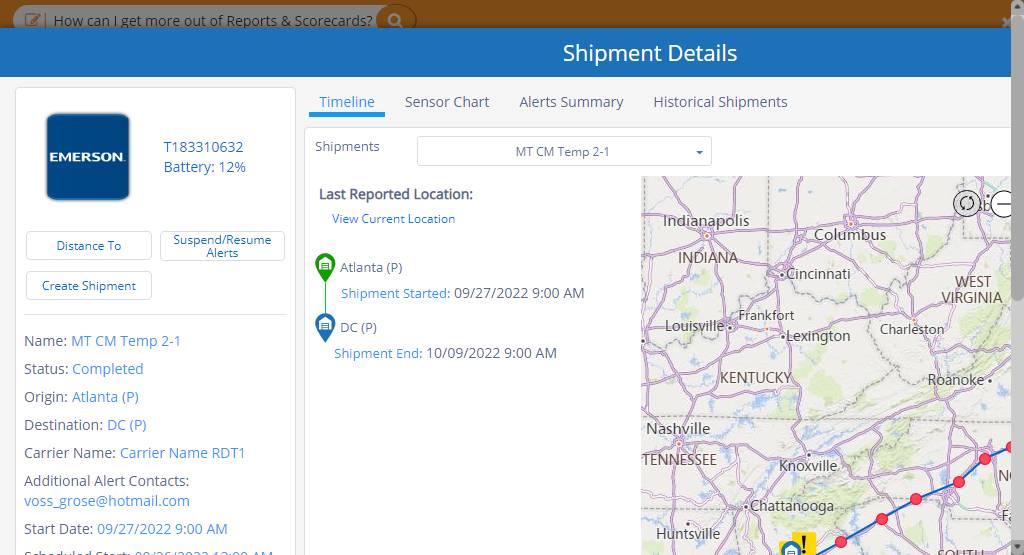 How can I get more out of Reports & Scorecards?
Shipment Details
EMERSON.
T183310632
Battery: 12%
Distance To
Suspend/Resume
Alerts
Create Shipment
Name: MT CM Temp 2-1
Status: Completed
Origin: Atlanta (P)
Destination: DC (P)
Carrier Name: Carrier Name RDT1
Additional Alert Contacts:
voss_grose@hotmail.com
Start Date: 09/27/2022 9:00 AM
Timeline
Sensor Chart
Alerts Summary
Historical Shipments
Shipments
MT CM Temp 2-1
Last Reported Location:
View Current Location
Atlanta (P)
Shipment Started: 09/27/2022 9:00 AM
DC (P)
Shipment End: 10/09/2022 9:00 AM
Indianapolis
Columbus
INDIANA
Cincinnati
WEST
VIRGINIA
Frankfort
Louisville
Lexington
Charleston
KENTUCKY
Roanoke
Nashville
TENNESSEE
Knoxville
Chattanooga
Huntsville
!